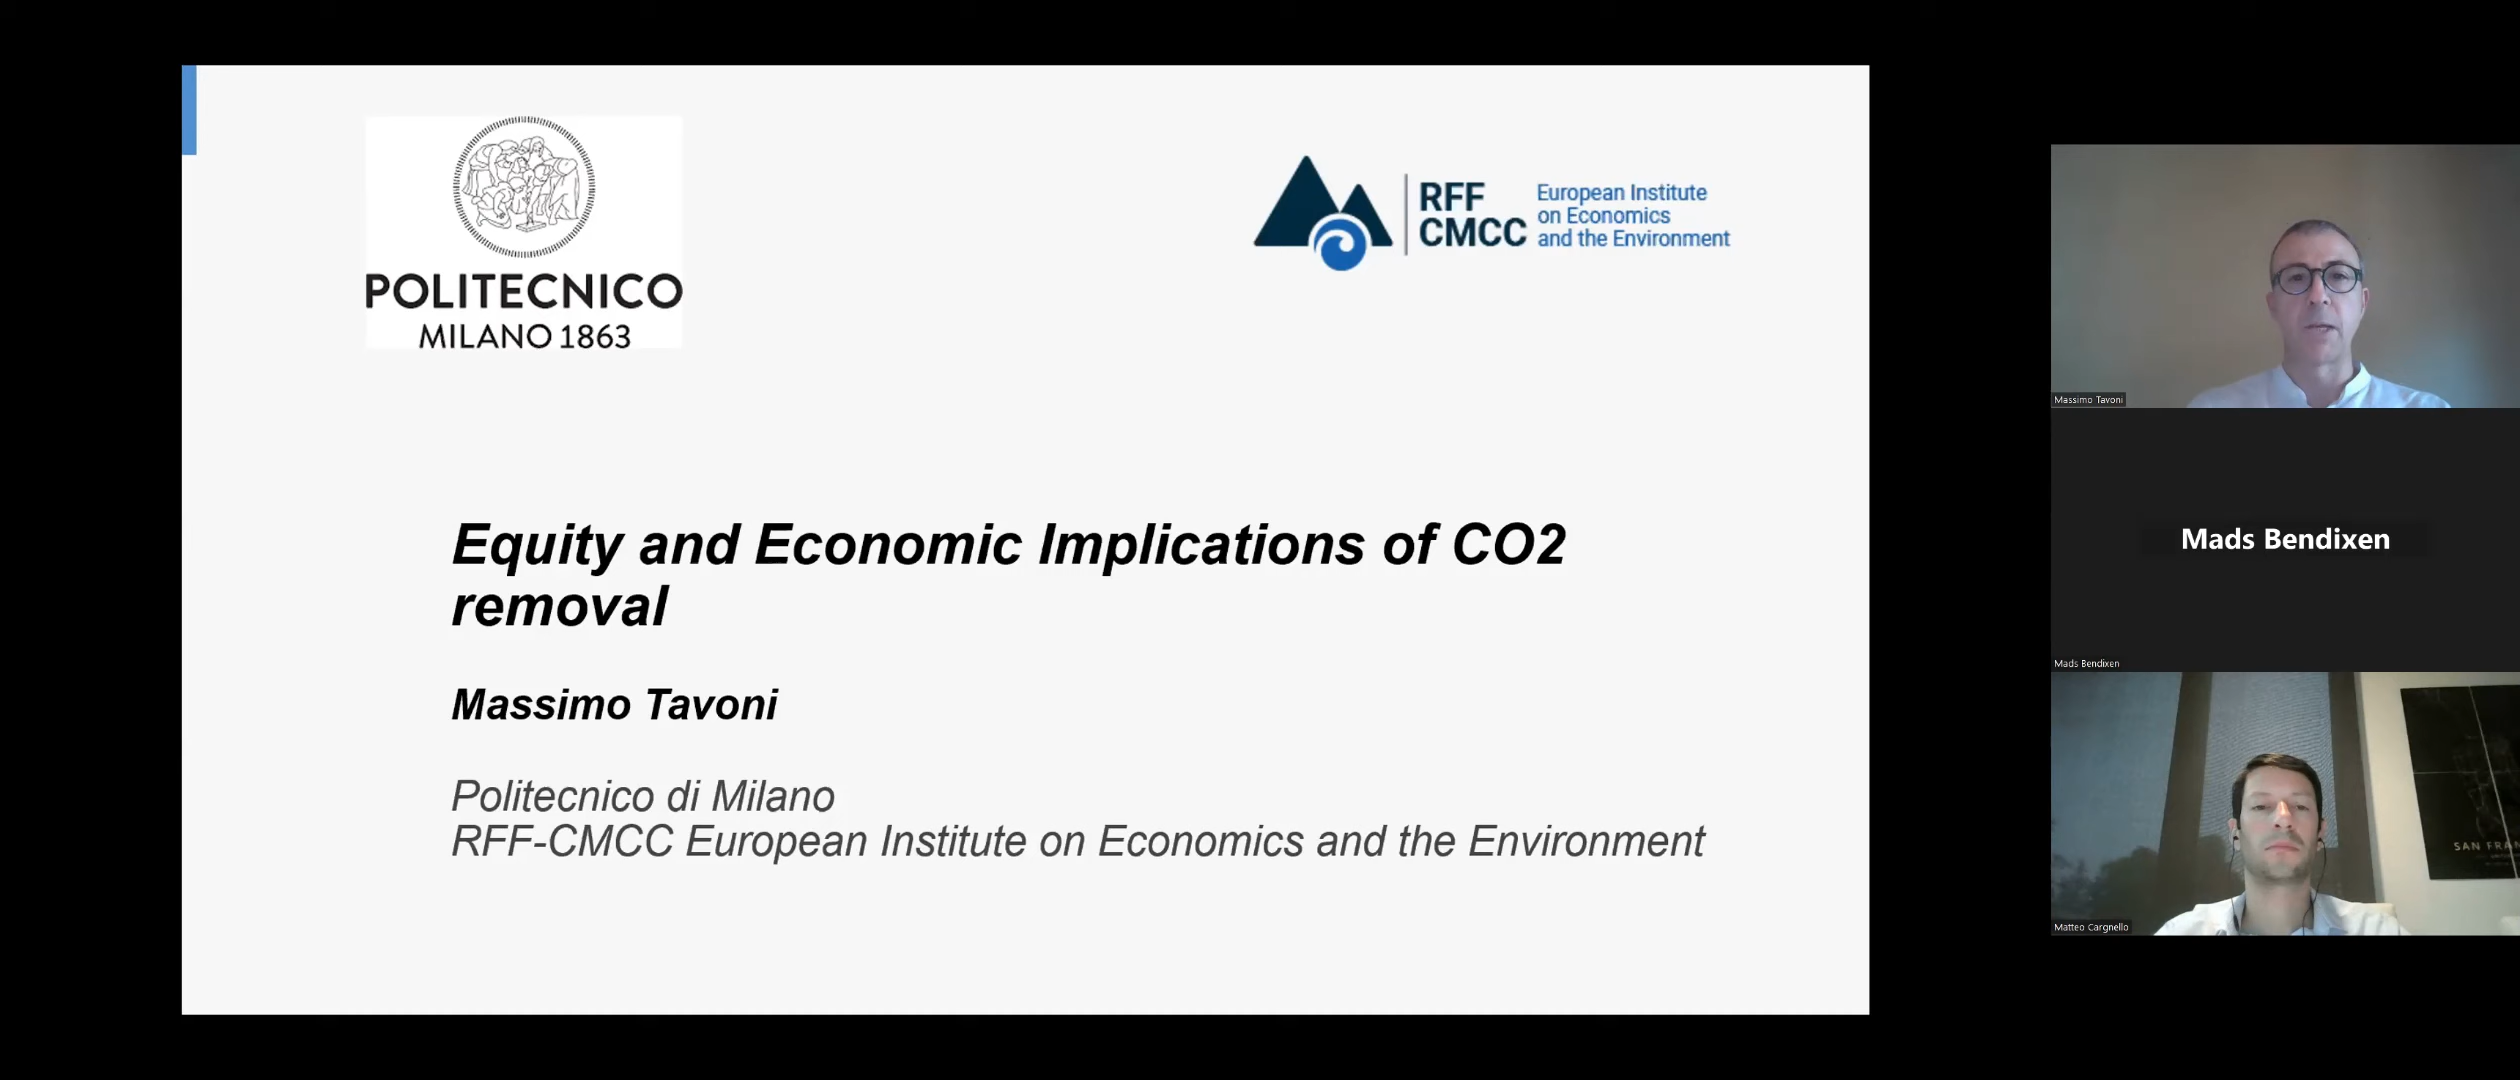 POLITECNICO
MILANO 1863
RFF
CMCC
European Institute
on Economics
and the Environment
Equity and Economic Implications of CO2
removal
Massimo Tavoni
Politecnico di Milano
RFF-CMCC European Institute on Economics and the Environment
Massimo Tavoni
Mads Bendixen
Mads Bendixen
SAN FRAN
Matteo Cargnello